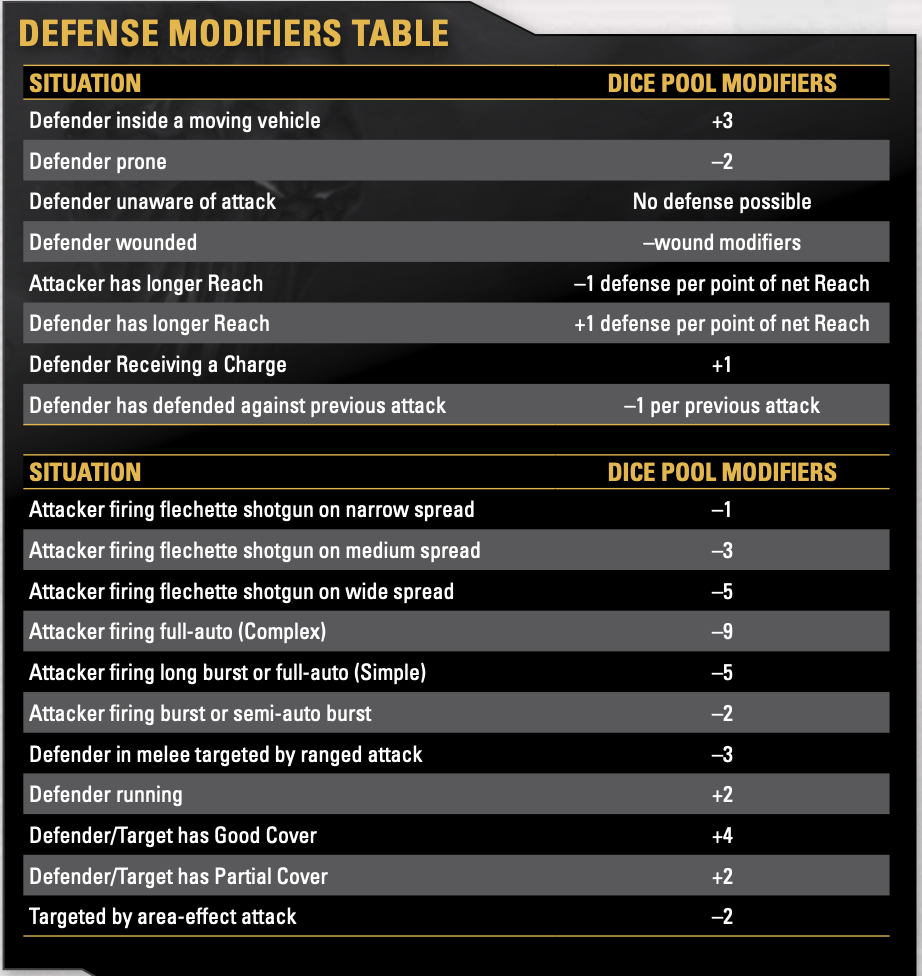 DEFENSE MODIFIERS TABLE
SITUATION DICE POOL MODIFIERS
Defender inside a moving vehicle +3
Defender prone –2
Defender unaware of attack No defense possible
Defender wounded –wound modifiers
Attacker has longer Reach –1 defense per point of net Reach
Defender has longer Reach +1 defense per point of net Reach
Defender Receiving a Charge +1
Defender has defended against previous attack –1 per previous attack
SITUATION DICE POOL MODIFIERS
Attacker firing flechette shotgun on narrow spread –1
Attacker firing flechette shotgun on medium spread –3
Attacker firing flechette shotgun on wide spread –5
Attacker firing full-auto (Complex) –9
Attacker firing long burst or full-auto (Simple) –5
Attacker firing burst or semi-auto burst –2
Defender in melee targeted by ranged attack –3
Defender running +2
Defender/Target has Good Cover +4
Defender/Target has Partial Cover +2
Targeted by area-effect attack –2